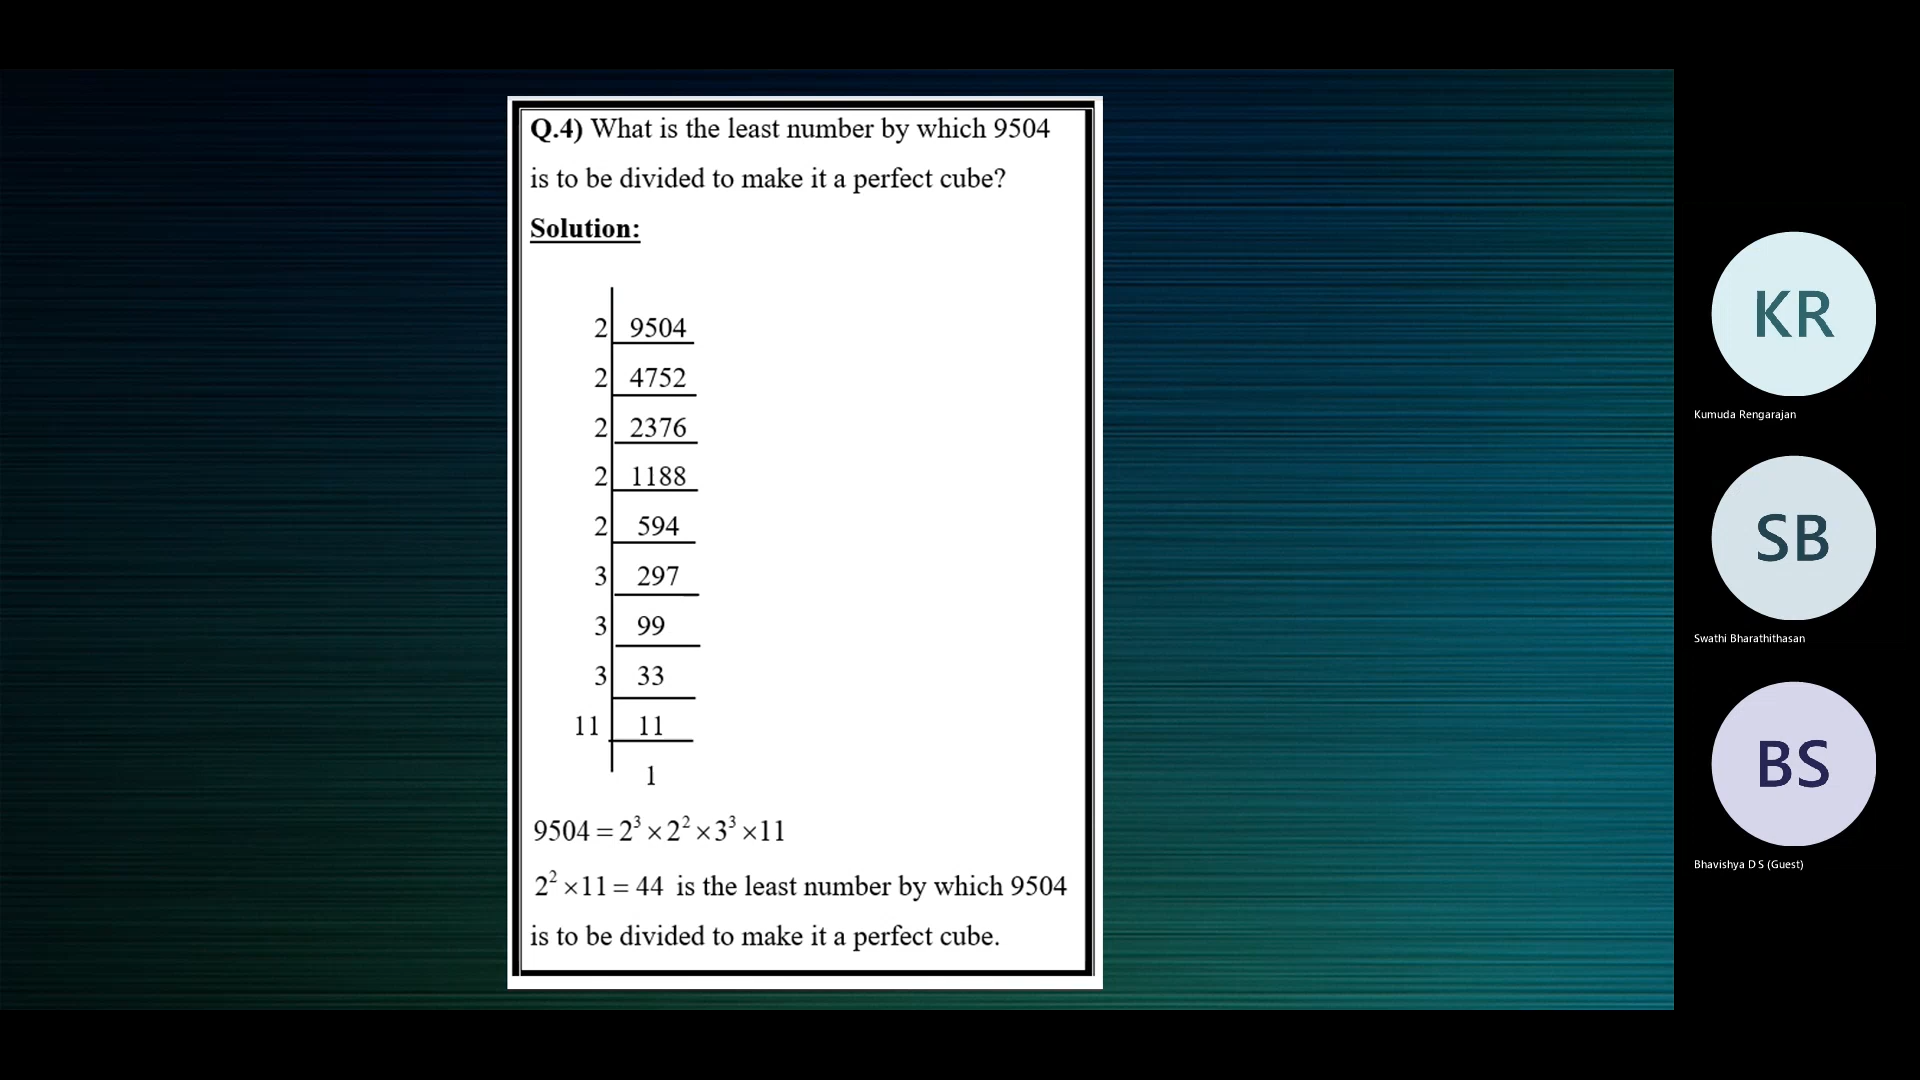 Q.4) What is the least number by which 9504
is to be divided to make it a perfect cube?
Solution:
2 9504
2 4752
2 2376
2 1188
2 594
3 297
3 99
3 33
11 11
1
9504 = 2³ × 2² × 3³ × 11
2² × 11 = 44 is the least number by which 9504
is to be divided to make it a perfect cube.
KR
Kumuda Rengarajan
SB
Swathi Bharathithasan
BS
Bhavishya D S (Guest)